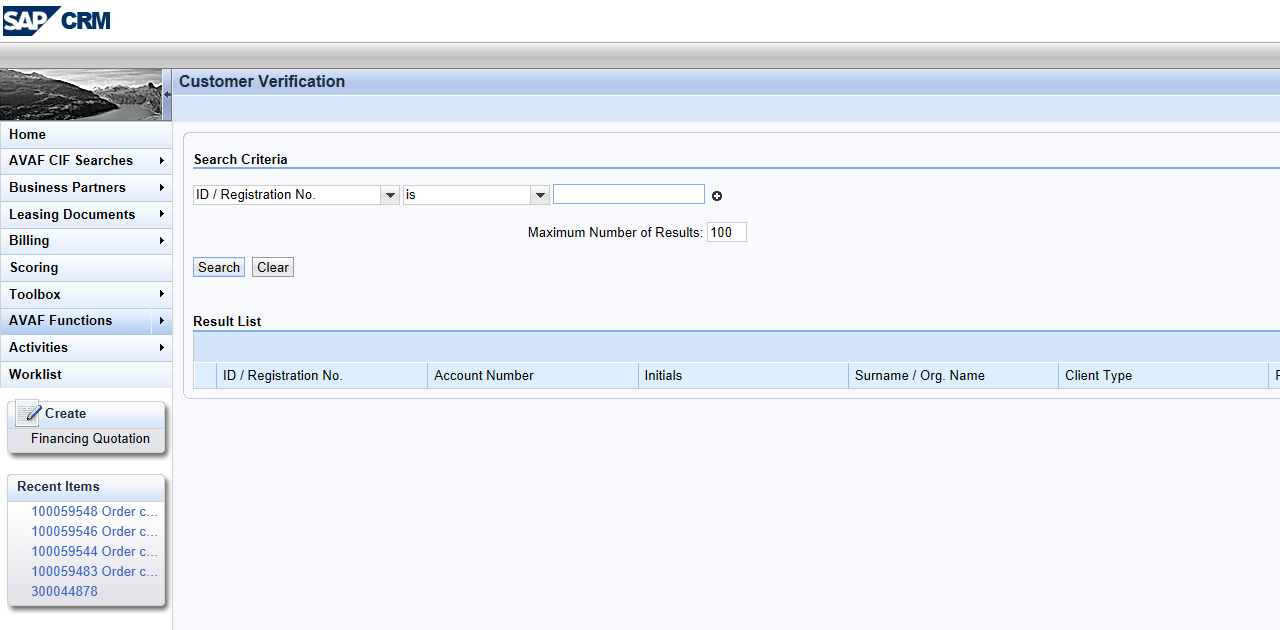 SAP CRM
Customer Verification
Home
AVAF CIF Searches
Business Partners
Leasing Documents
Billing
Scoring
Toolbox
AVAF Functions
Activities
Worklist
Create
Financing Quotation
Recent Items
100059548 Order c...
100059546 Order c...
100059544 Order c...
100059483 Order c...
300044878
Search Criteria
ID / Registration No. is
Maximum Number of Results: 100
Search Clear
Result List
ID / Registration No. Account Number Initials Surname / Org. Name Client Type